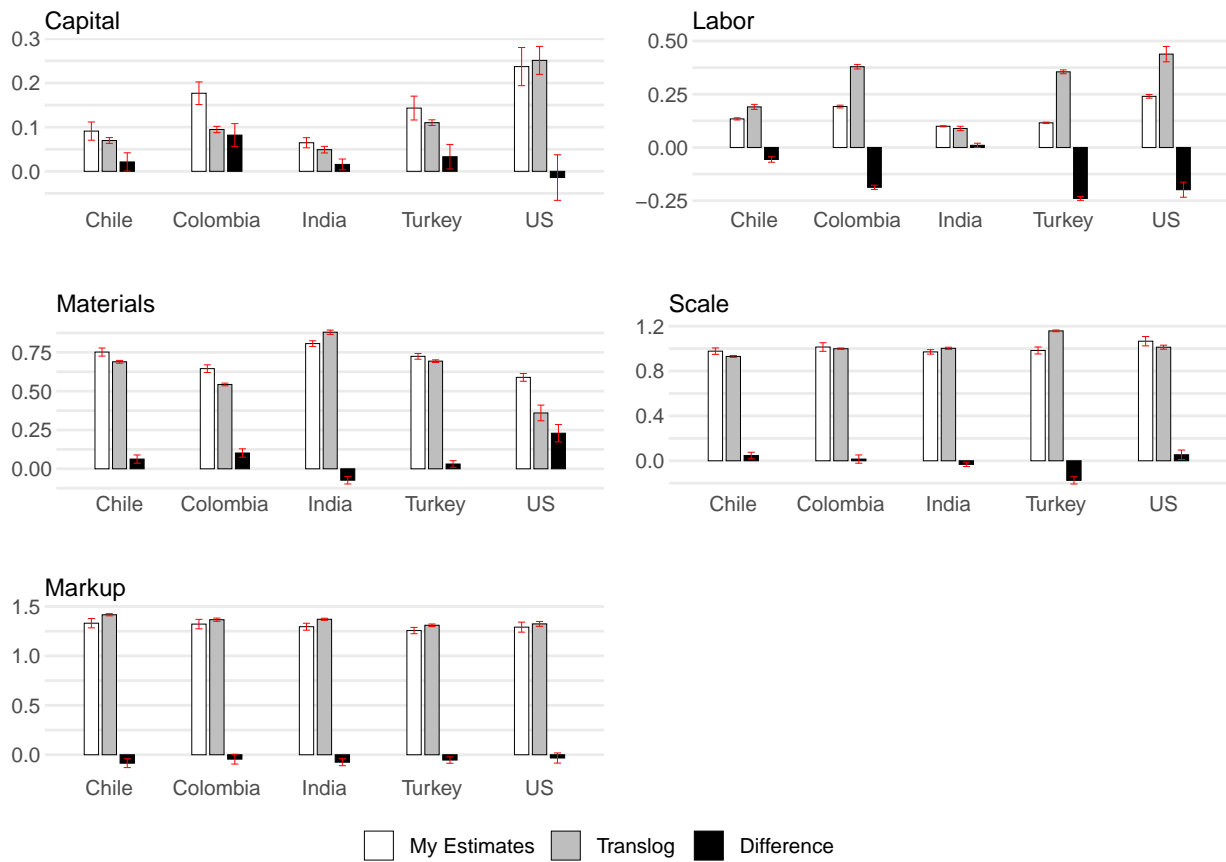 Capital
0.3
0.2
0.1
0.0
Chile Colombia India Turkey US
Labor
0.50
0.25
0.00
−0.25
Chile Colombia India Turkey US
Materials
0.75
0.50
0.25
0.00
Chile Colombia India Turkey US
Scale
1.2
0.8
0.4
0.0
Chile Colombia India Turkey US
Markup
1.5
1.0
0.5
0.0
Chile Colombia India Turkey US
My Estimates Translog Difference